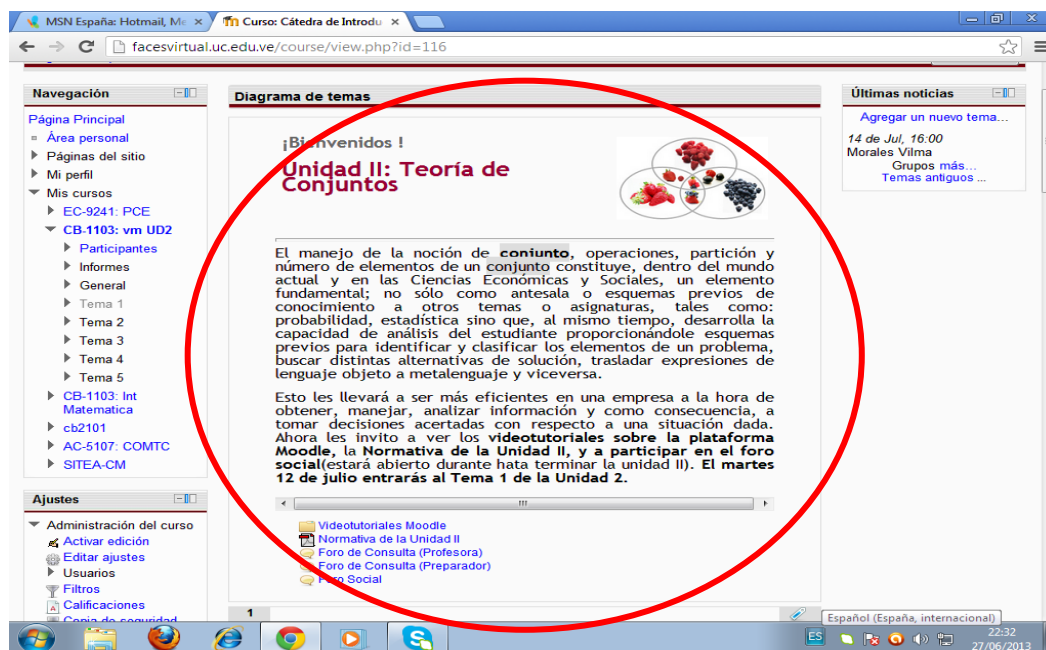 MSN España: Hotmail, Me
Curso: Cátedra de Introdu
facesvirtual.uc.edu.ve/course/view.php?id=116
Navegación
Página Principal
Área personal
Páginas del sitio
Mi perfil
Mis cursos
EC-9241: PCE
CB-1103: vm UD2
Participantes
Informes
General
Tema 1
Tema 2
Tema 3
Tema 4
Tema 5
CB-1103: Int
Matematica
cb2101
AC-5107: COMTC
SITEA-CM
Ajustes
Administración del curso
Activar edición
Editar ajustes
Usuarios
Filtros
Calificaciones
Copia de seguridad
Diagrama de temas
¡Bienvenidos !
Unidad II: Teoría de
Conjuntos
El manejo de la noción de conjunto, operaciones, partición y
número de elementos de un conjunto constituye, dentro del mundo
actual y en las Ciencias Económicas y Sociales, un elemento
fundamental; no sólo como antesala o esquemas previos de
conocimiento a otros temas o asignaturas, tales como:
probabilidad, estadística sino que, al mismo tiempo, desarrolla la
capacidad de análisis del estudiante proporcionándole esquemas
previos para identificar y clasificar los elementos de un problema,
buscar distintas alternativas de solución, trasladar expresiones de
lenguaje objeto a metalenguaje y viceversa.
Esto les llevará a ser más eficientes en una empresa a la hora de
obtener, manejar, analizar información y como consecuencia, a
tomar decisiones acertadas con respecto a una situación dada.
Ahora les invito a ver los videotutoriales sobre la plataforma
Moodle, la Normativa de la Unidad II, y a participar en el foro
social(estará abierto durante hata terminar la unidad II). El martes
12 de julio entrarás al Tema 1 de la Unidad 2.
Videotutoriales Moodle
Normativa de la Unidad II
Foro de Consulta (Profesora)
Foro de Consulta (Preparador)
Foro Social
1
Últimas noticias
Agregar un nuevo tema...
14 de Jul, 16:00
Morales Vilma
Grupos más...
Temas antiguos ...
Español (España, internacional)
ES
22:32
27/06/2013